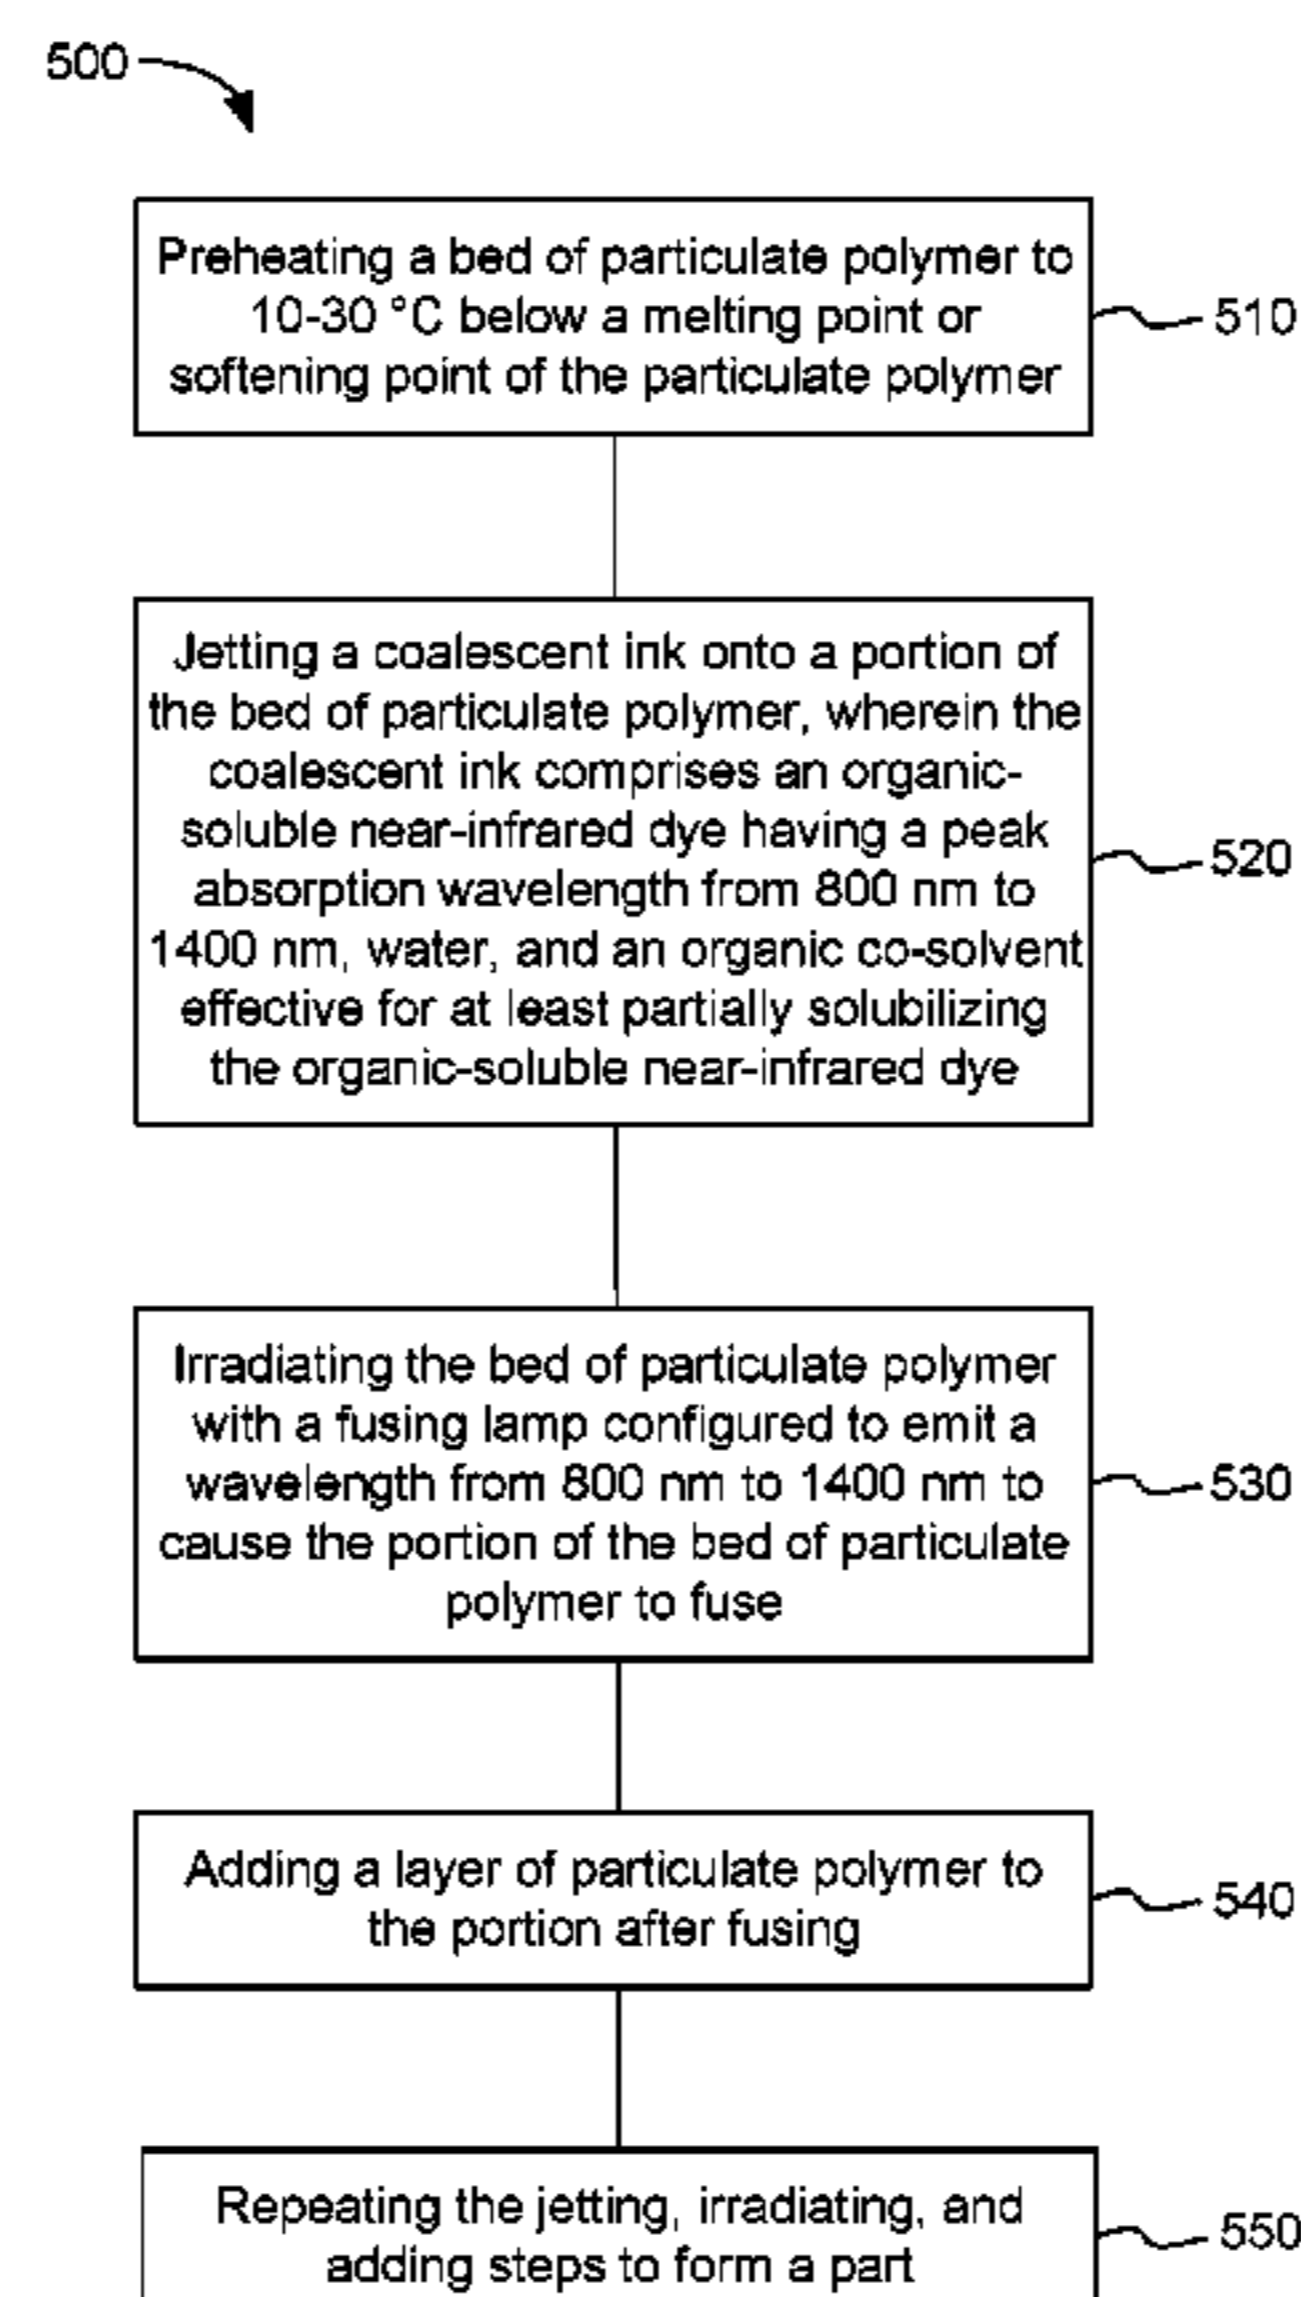 500
Preheating a bed of particulate polymer to
10-30 °C below a melting point or
softening point of the particulate polymer
510
Jetting a coalescent ink onto a portion of
the bed of particulate polymer, wherein the
coalescent ink comprises an organic-
soluble near-infrared dye having a peak
absorption wavelength from 800 nm to
1400 nm, water, and an organic co-solvent
effective for at least partially solubilizing
the organic-soluble near-infrared dye
520
Irradiating the bed of particulate polymer
with a fusing lamp configured to emit a
wavelength from 800 nm to 1400 nm to
cause the portion of the bed of particulate
polymer to fuse
530
Adding a layer of particulate polymer to
the portion after fusing
540
Repeating the jetting, irradiating, and
adding steps to form a part
550